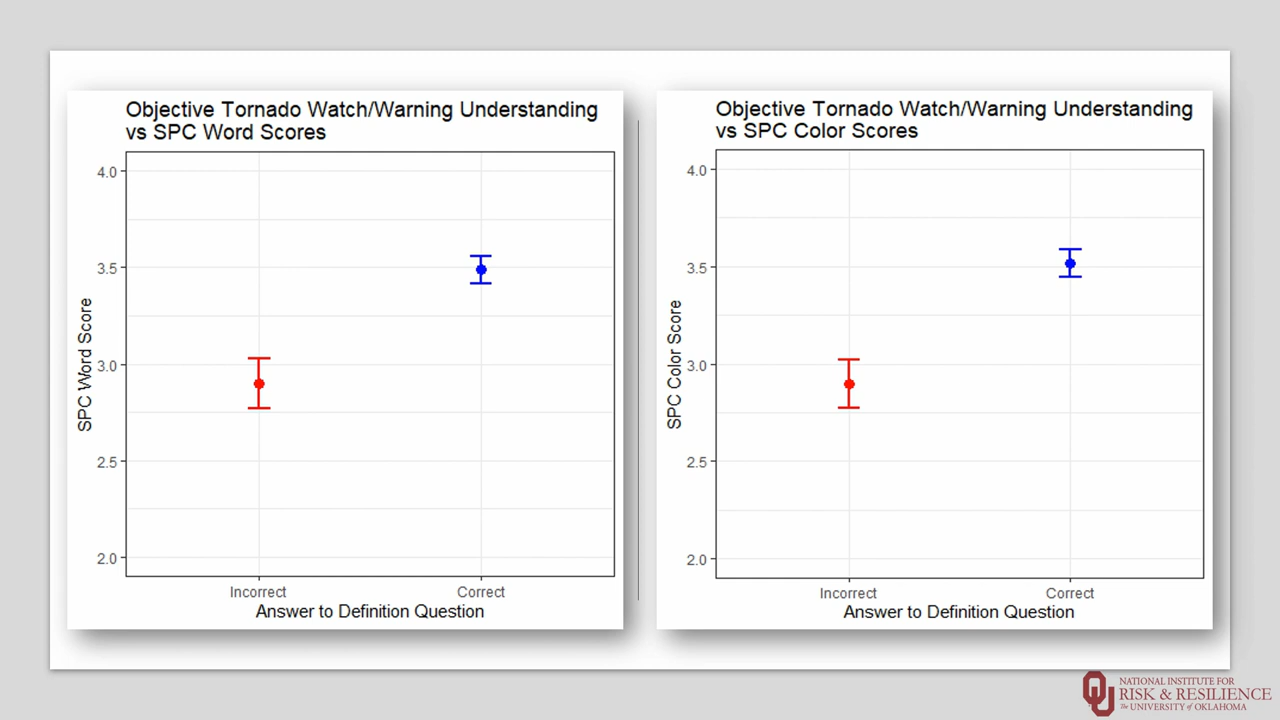 Objective Tornado Watch/Warning Understanding
vs SPC Word Scores
4.0
3.5
3.0
2.5
2.0
SPC Word Score
Incorrect
Correct
Answer to Definition Question
Objective Tornado Watch/Warning Understanding
vs SPC Color Scores
4.0
3.5
3.0
2.5
2.0
SPC Color Score
Incorrect
Correct
Answer to Definition Question
OU
NATIONAL INSTITUTE FOR
RISK & RESILIENCE
The UNIVERSITY of OKLAHOMA